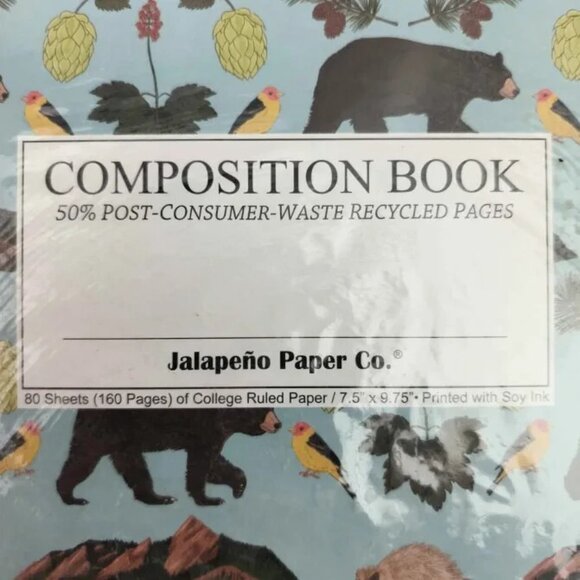 COMPOSITION BOOK
50% POST-CONSUMER-WASTE RECYCLED PAGES
Jalapeño Paper Co.®
80 Sheets (160 Pages) of College Ruled Paper / 7.5" x 9.75" • Printed with Soy Ink